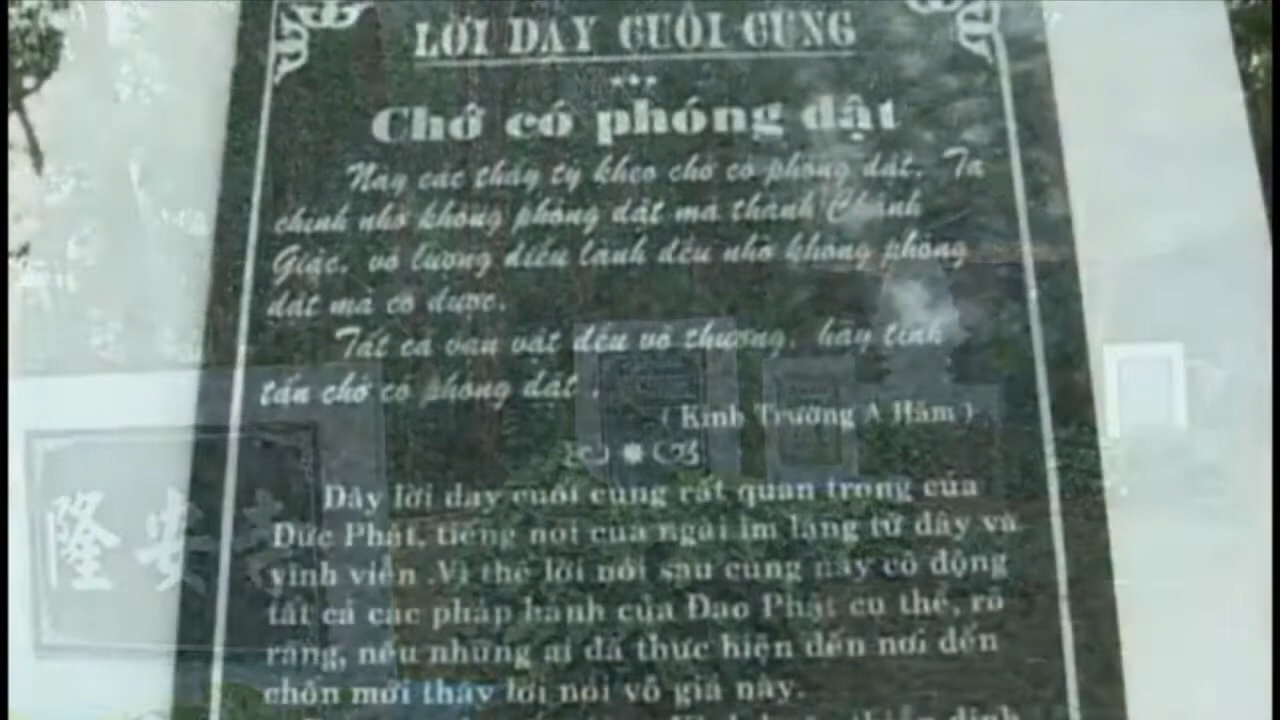 LỜI DẠY CUỐI CÙNG
Chớ có phóng dật
Này các thầy tỳ kheo chớ có phóng dật. Ta
chính nhờ không phóng dật mà thành Chánh
Giác, vô lượng điều lành đều nhờ không phóng
dật mà có được.
Tất cả vạn vật đều vô thường, hãy tinh
tấn chớ có phóng dật.
( Kinh Trường A Hàm )
Đây lời dạy cuối cùng rất quan trọng của
Đức Phật, tiếng nói của ngài im lặng từ đây và
vĩnh viễn .Vì thế lời nói sau cùng này cô động
tất cả các pháp hành của Đạo Phật cụ thể, rõ
ràng, nếu những ai đã thực hiện đến nơi đến
chốn mới thấy lời nói vô giá này.
隆安寺